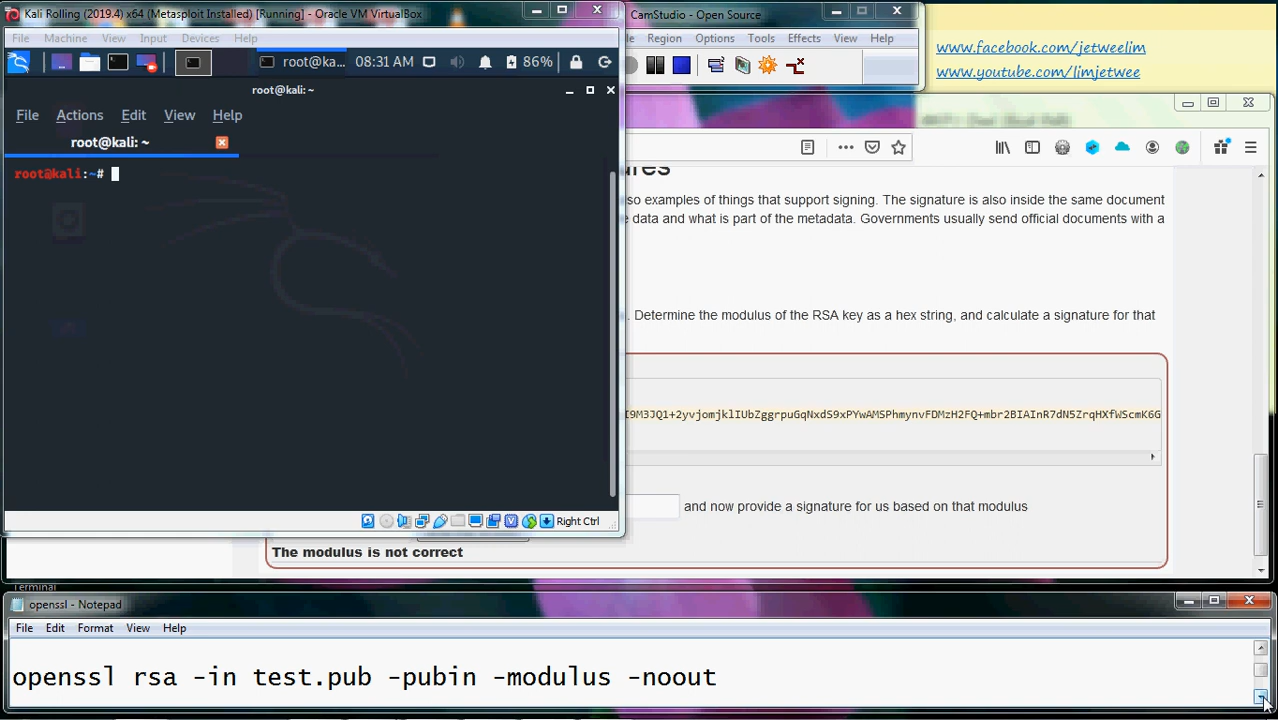 Kali Rolling (2019.4) x64 (Metasploit Installed) [Running] - Oracle VM VirtualBox
File Machine View Input Devices Help
root@ka... 08:31 AM 86%
root@kali: ~
File Actions Edit View Help
root@kali: ~
root@kali:~#
Right Ctrl
CamStudio - Open Source
Region Options Tools Effects View Help
www.facebook.com/jetweelim
www.youtube.com/limjetwee
so examples of things that support signing. The signature is also inside the same document
e data and what is part of the metadata. Governments usually send official documents with a
. Determine the modulus of the RSA key as a hex string, and calculate a signature for that
I9M3JQ1+2yvjomjklIUbZggrpuGqNxdS9xPYwAMSPhmynvFDMzH2FQ+mbr2BIAInR7dN5ZrqHXfWScmK6G
and now provide a signature for us based on that modulus
The modulus is not correct
Terminal
openssl - Notepad
File Edit Format View Help
openssl rsa -in test.pub -pubin -modulus -noout